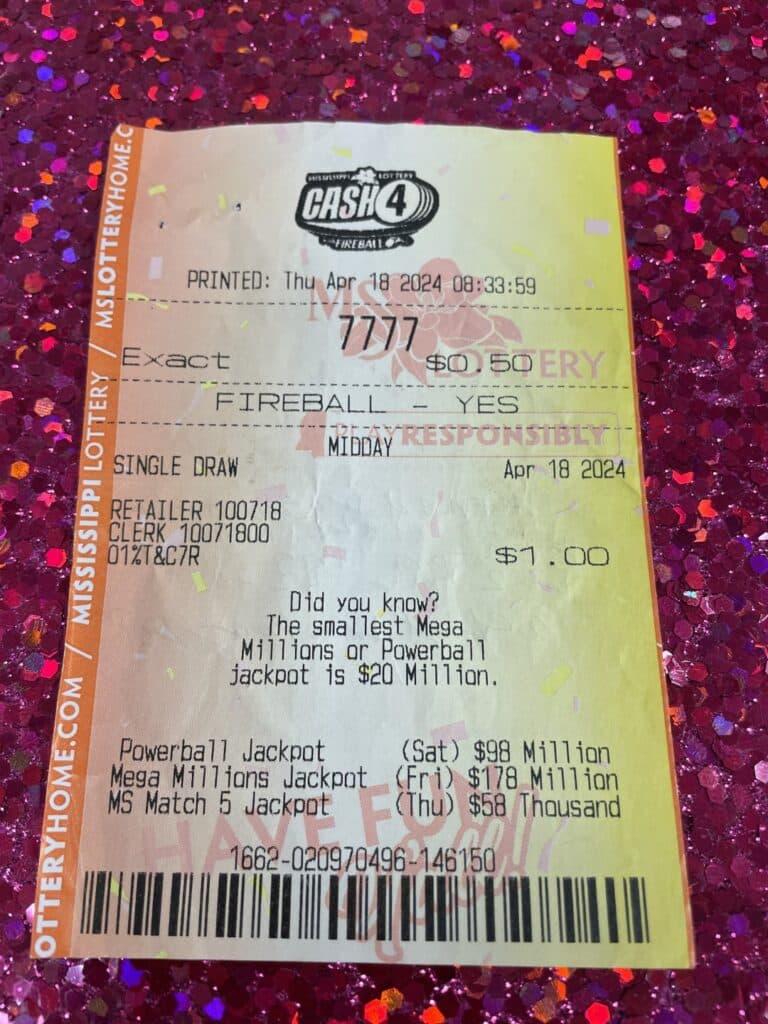 MISSISSIPPI LOTTERY
CASH 4
FIREBALL
PRINTED: Thu Apr 18 2024 08:33:59
7777
Exact $0.50
MS LOTTERY
FIREBALL - YES
PLAY RESPONSIBLY
MIDDAY
SINGLE DRAW Apr 18 2024
RETAILER 100718
CLERK 10071800
01%T&C7R $1.00
Did you know?
The smallest Mega
Millions or Powerball
jackpot is $20 Million.
Powerball Jackpot (Sat) $98 Million
Mega Millions Jackpot (Fri) $178 Million
MS Match 5 Jackpot (Thu) $58 Thousand
HAVE FUN
1662-020970496-146150
OTTERYHOME.COM / MISSISSIPPI LOTTERY / MSLOTTERYHOME.C